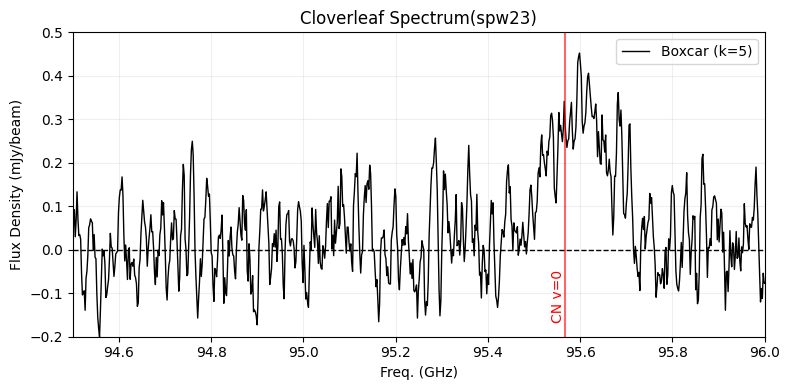 Cloverleaf Spectrum(spw23)
Boxcar (k=5)
Flux Density (mJy/beam)
0.5
0.4
0.3
0.2
0.1
0.0
−0.1
−0.2
CN v=0
94.6 94.8 95.0 95.2 95.4 95.6 95.8 96.0
Freq. (GHz)